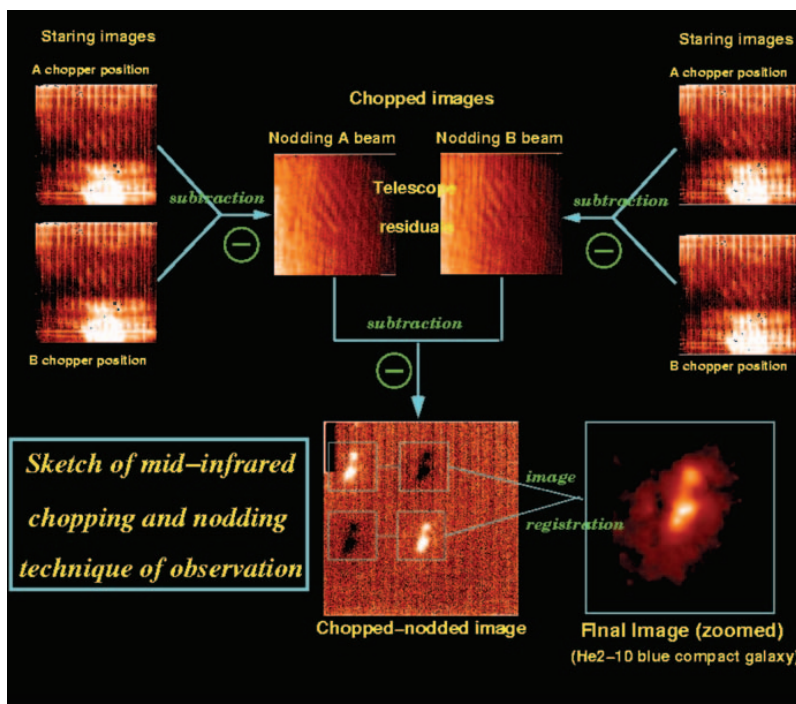 Staring images
A chopper position
B chopper position
Staring images
A chopper position
B chopper position
Chopped images
Nodding A beam
Nodding B beam
Telescope
residuals
subtraction
subtraction
subtraction
Sketch of mid-infrared
chopping and nodding
technique of observation
image
registration
Chopped-nodded image
Final Image (zoomed)
(He2-10 blue compact galaxy)